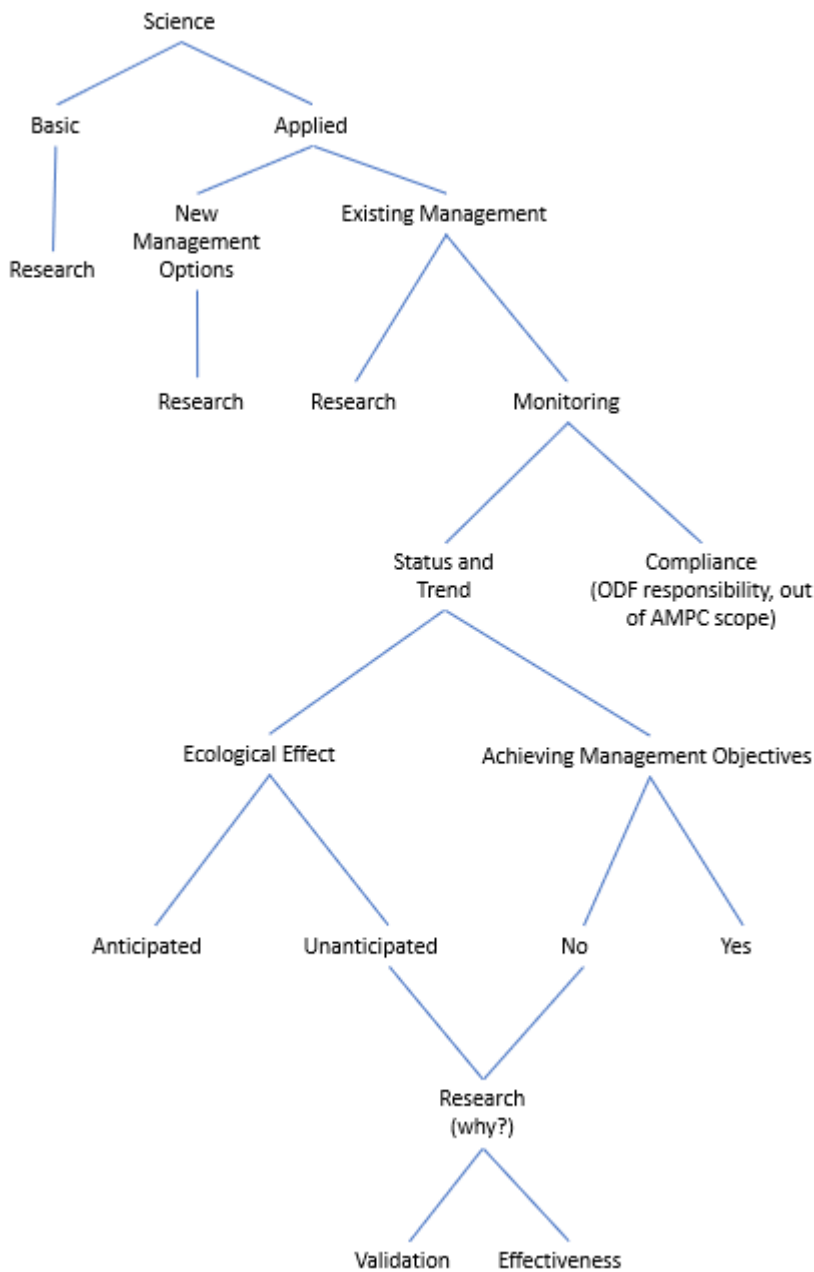 Science
Basic
Applied
New
Management
Options
Existing Management
Research
Research
Research
Monitoring
Status and
Trend
Compliance
(ODF responsibility, out
of AMPC scope)
Ecological Effect
Achieving Management Objectives
Anticipated
Unanticipated
No
Yes
Research
(why?)
Validation
Effectiveness